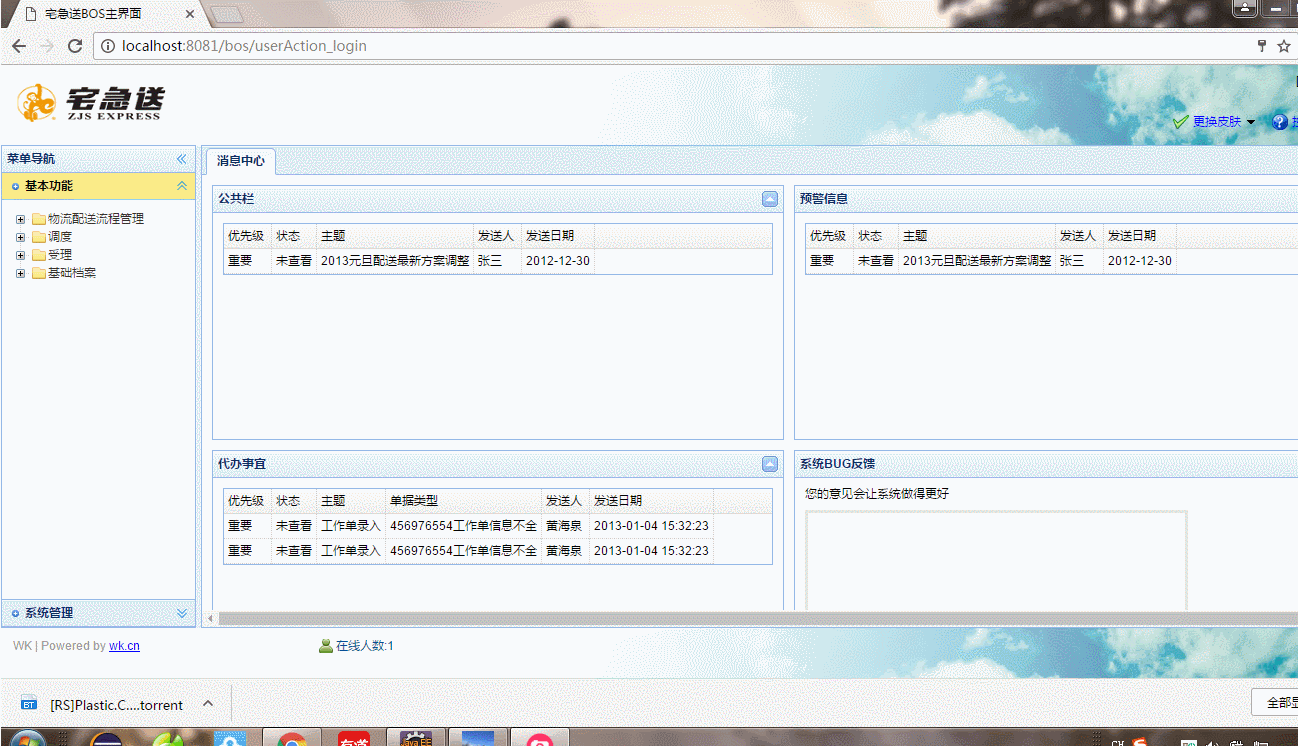 宅急送BOS主界面
localhost:8081/bos/userAction_login
宅急送
ZJS EXPRESS
更换皮肤
菜单导航
消息中心
基本功能
物流配送流程管理
调度
受理
基础档案
公共栏
优先级 状态 主题 发送人 发送日期
重要 未查看 2013元旦配送最新方案调整 张三 2012-12-30
预警信息
优先级 状态 主题 发送人 发送日期
重要 未查看 2013元旦配送最新方案调整 张三 2012-12-30
代办事宜
优先级 状态 主题 单据类型 发送人 发送日期
重要 未查看 工作单录入 456976554工作单信息不全 黄海泉 2013-01-04 15:32:23
重要 未查看 工作单录入 456976554工作单信息不全 黄海泉 2013-01-04 15:32:23
系统BUG反馈
您的意见会让系统做得更好
系统管理
WK | Powered by wk.cn
在线人数:1
BT
[RS]Plastic.C....torrent
全部
Java EE
CH